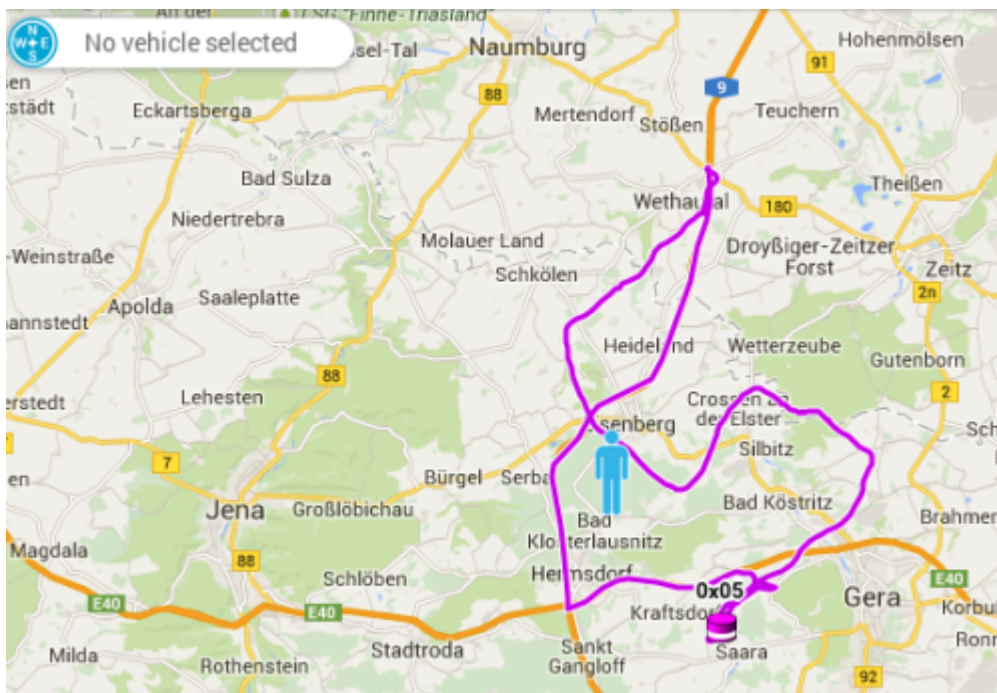 LSG "Finne-Triasland"
No vehicle selected
N
W E
S
Naumburg
Hohenmölsen
91
9
88
Eckartsberga
Mertendorf
Teuchern
Stößen
Bad Sulza
Theißen
Wethautal
180
Niedertrebra
Molauer Land
Droyßiger-Zeitzer
Forst
Schkölen
Zeitz
Saaleplatte
2n
Apolda
Heideland
Wetterzeube
Gutenborn
88
Lehesten
2
Crossen an
der Elster
Silbitz
7
Bürgel
Bad Köstritz
Jena
Großlöbichau
Bad
Klosterlausnitz
Magdala
88
Schlöben
Hermsdorf
0x05
E40
E40
E40
Kraftsdorf
Gera
Milda
Rothenstein
Stadtroda
Sankt
Gangloff
Saara
92